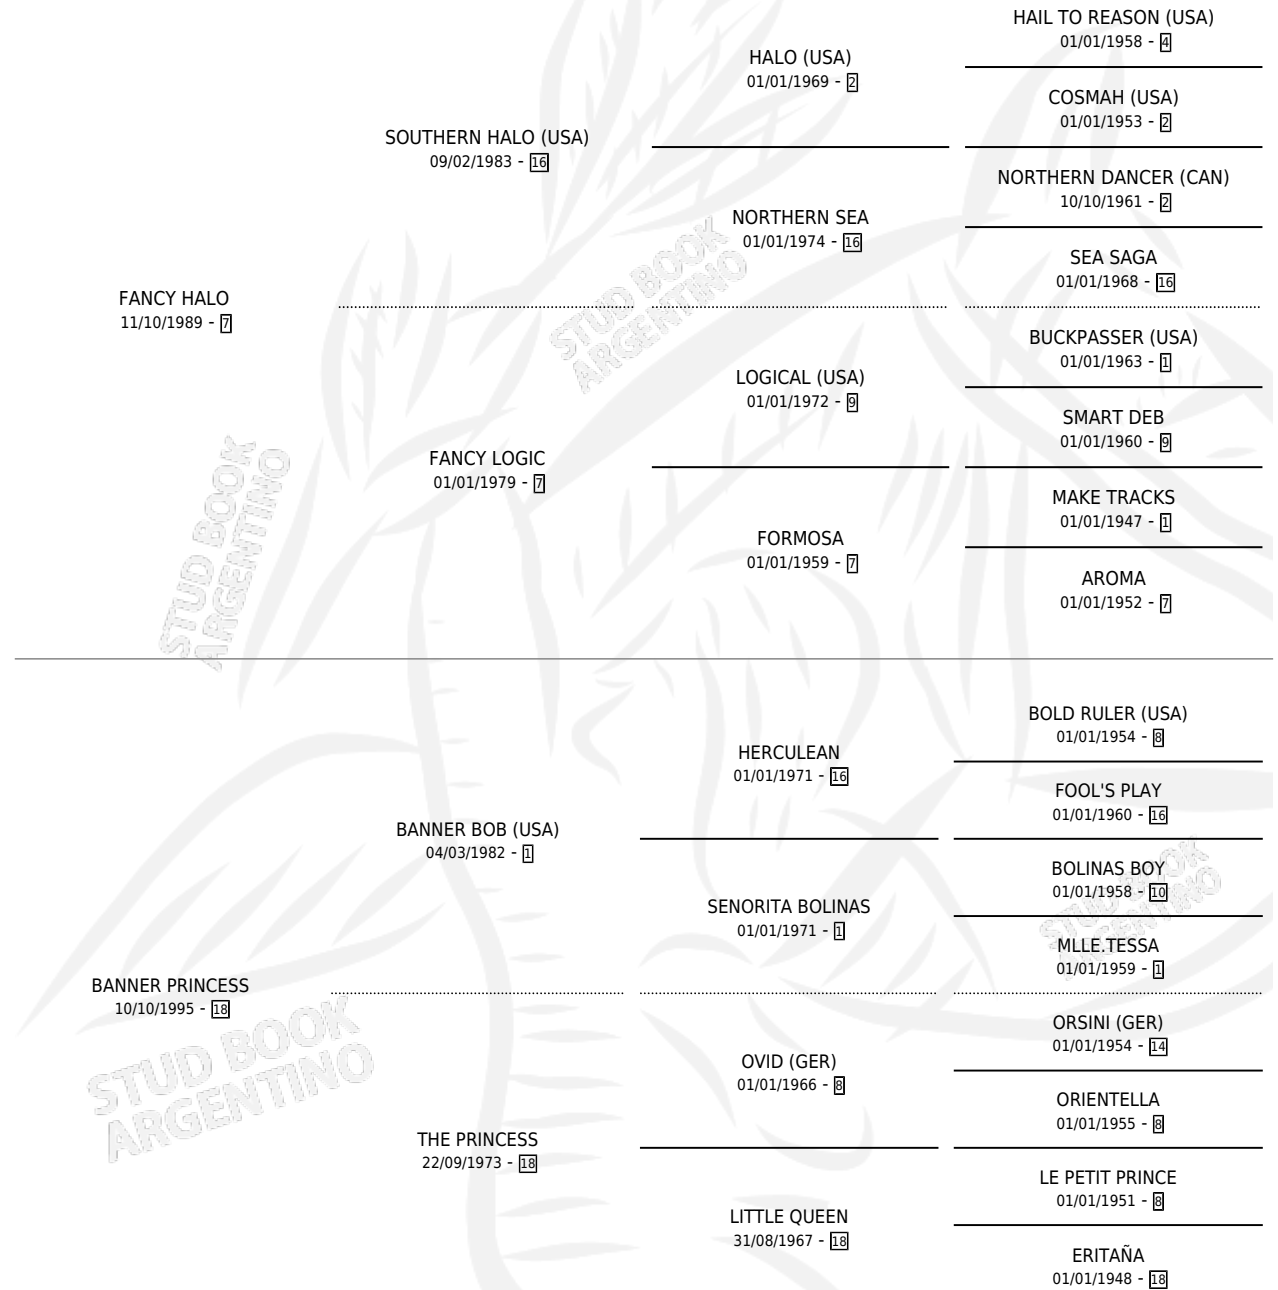 HAIL TO REASON (USA)
01/01/1958 - 4
HALO (USA)
01/01/1969 - 2
COSMAH (USA)
01/01/1953 - 2
SOUTHERN HALO (USA)
09/02/1983 - 16
NORTHERN DANCER (CAN)
10/10/1961 - 2
NORTHERN SEA
01/01/1974 - 16
SEA SAGA
01/01/1968 - 16
FANCY HALO
11/10/1989 - 7
STUD BOOK
ARGENTINO
BUCKPASSER (USA)
01/01/1963 - 1
LOGICAL (USA)
01/01/1972 - 9
SMART DEB
01/01/1960 - 9
FANCY LOGIC
01/01/1979 - 7
MAKE TRACKS
01/01/1947 - 1
FORMOSA
01/01/1959 - 7
AROMA
01/01/1952 - 7
STUD BOOK
ARGENTINO
BOLD RULER (USA)
01/01/1954 - 8
HERCULEAN
01/01/1971 - 16
FOOL'S PLAY
01/01/1960 - 16
BANNER BOB (USA)
04/03/1982 - 1
BOLINAS BOY
01/01/1958 - 10
SENORITA BOLINAS
01/01/1971 - 1
STUD BOOK
ARGENTINO
MLLE.TESSA
01/01/1959 - 1
BANNER PRINCESS
10/10/1995 - 18
STUD BOOK
ARGENTINO
ORSINI (GER)
01/01/1954 - 14
OVID (GER)
01/01/1966 - 8
ORIENTELLA
01/01/1955 - 8
THE PRINCESS
22/09/1973 - 18
LE PETIT PRINCE
01/01/1951 - 8
LITTLE QUEEN
31/08/1967 - 18
ERITAÑA
01/01/1948 - 18